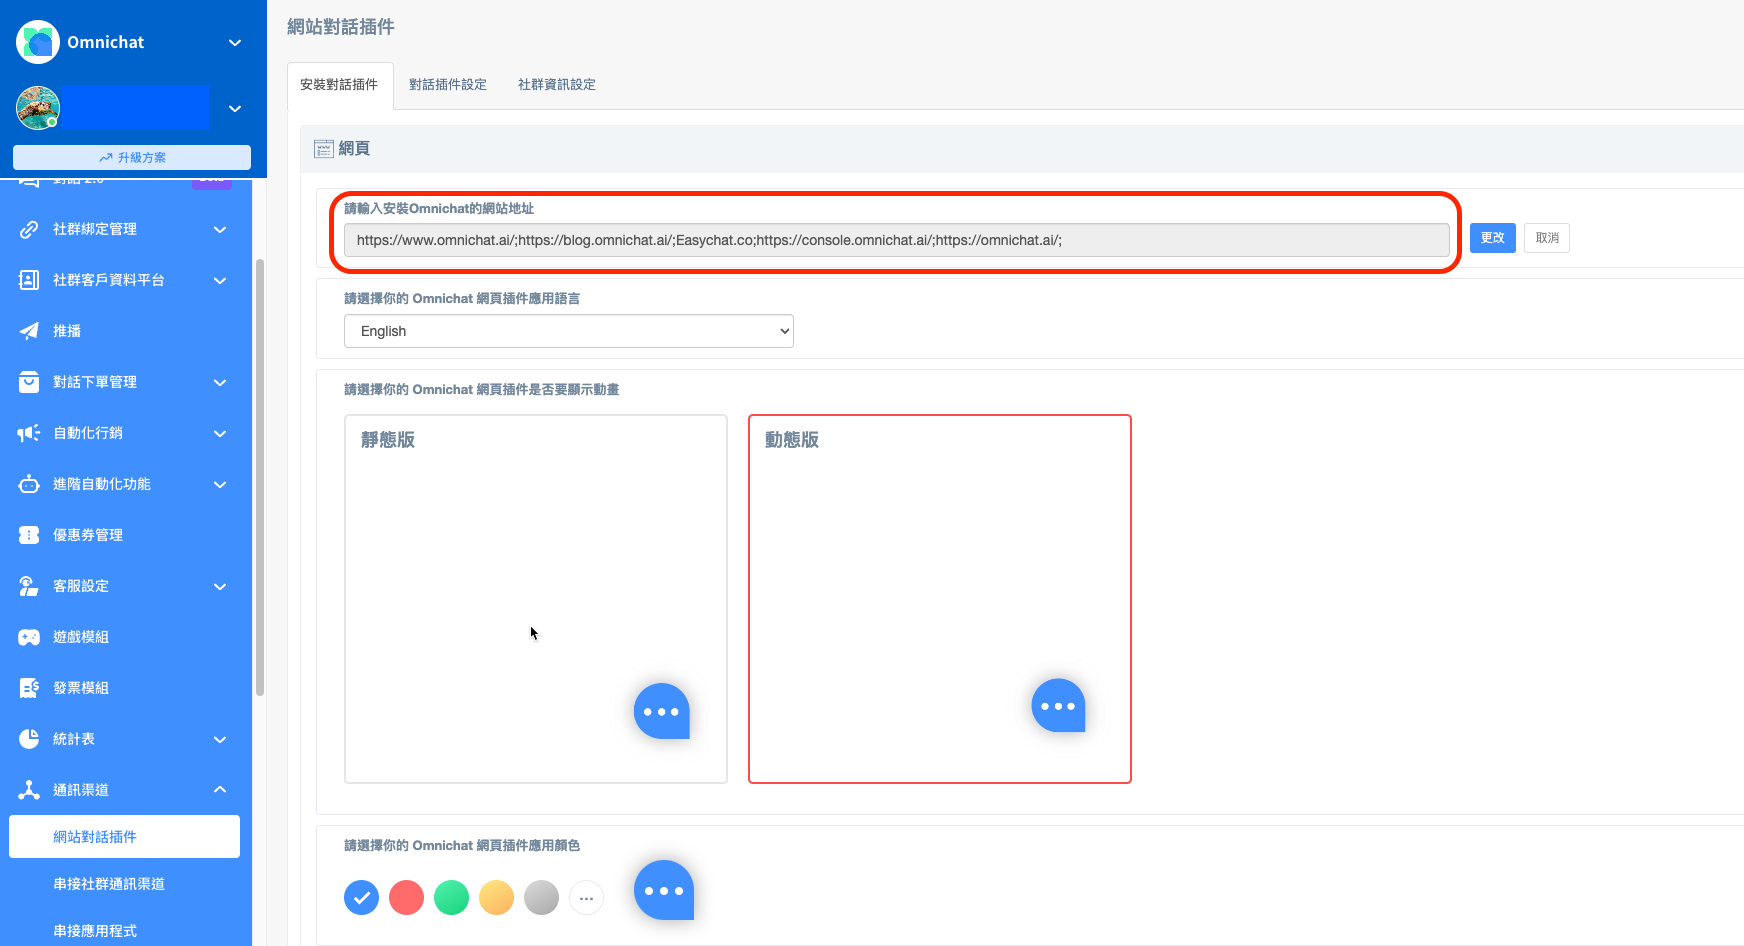 Omnichat
升級方案
對話 2.0
社群綁定管理
社群客戶資料平台
推播
對話下單管理
自動化行銷
進階自動化功能
優惠券管理
客服設定
遊戲模組
發票模組
統計表
通訊渠道
網站對話插件
串接社群通訊渠道
串接應用程式
網站對話插件
安裝對話插件 對話插件設定 社群資訊設定
網頁
請輸入安裝Omnichat的網站地址
https://www.omnichat.ai/;https://blog.omnichat.ai/;Easychat.co;https://console.omnichat.ai/;https://omnichat.ai/;
更改 取消
請選擇你的 Omnichat 網頁插件應用語言
English
請選擇你的 Omnichat 網頁插件是否要顯示動畫
靜態版 動態版
請選擇你的 Omnichat 網頁插件應用顏色